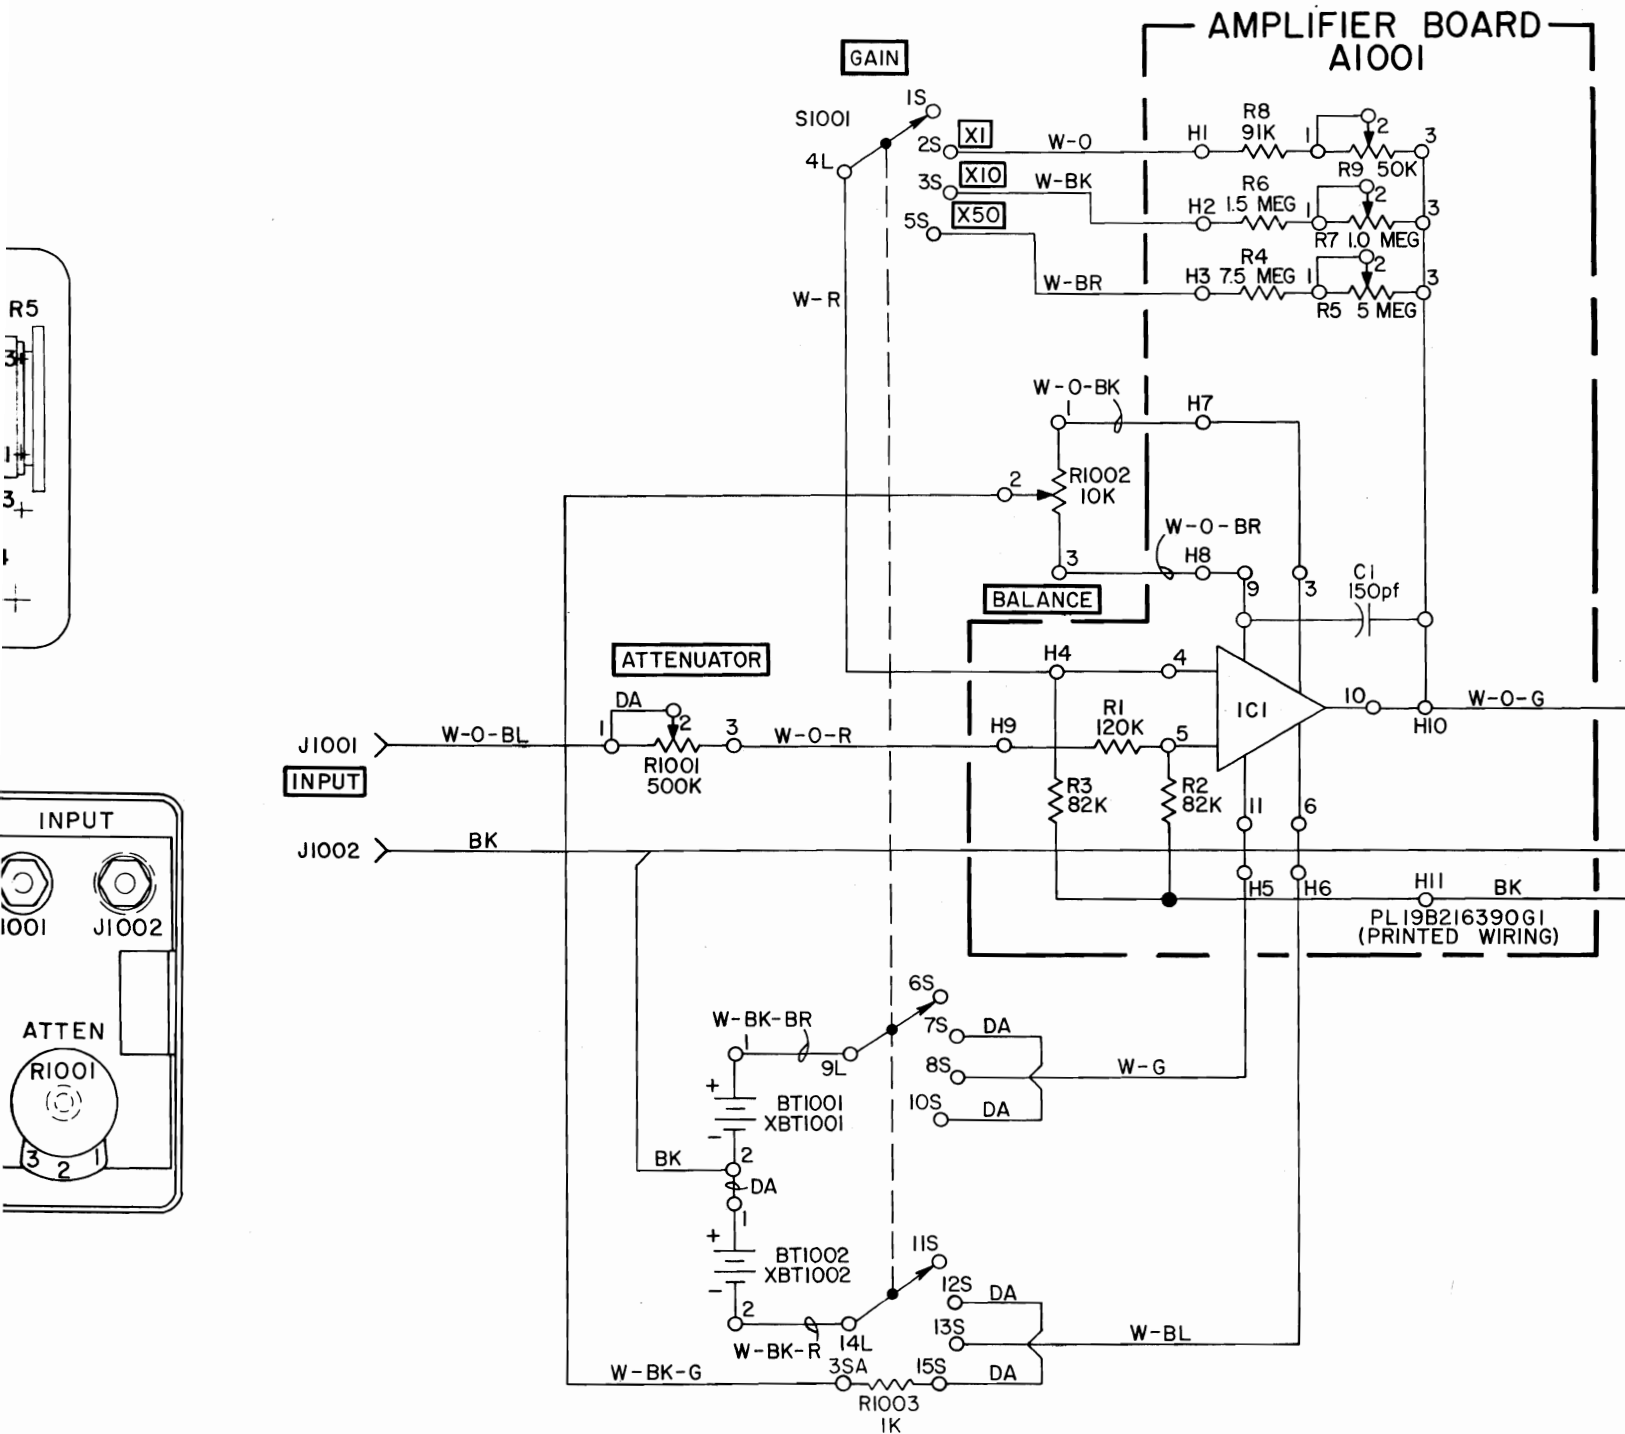 AMPLIFIER BOARD
A1001
GAIN
S1001
1S
2S
X1
W-O
H1
R8
91K
1
2
3
R9 50K
4L
3S
X10
W-BK
H2
R6
1.5 MEG
1
2
3
R7 1.0 MEG
5S
X50
W-BR
H3
R4
7.5 MEG
1
2
3
R5 5 MEG
W-R
R5
3
1
3
W-O-BK
1
H7
2
R1002
10K
W-O-BR
3
H8
9
3
C1
150pf
BALANCE
ATTENUATOR
H4
4
DA
1
2
3
J1001
W-O-BL
W-O-R
H9
R1
120K
5
IC1
10
H10
W-O-G
INPUT
R1001
500K
R3
82K
R2
82K
11
6
J1002
BK
H5
H6
H11
BK
PL19B216390G1
(PRINTED WIRING)
INPUT
1001
J1002
ATTEN
R1001
3
2
1
6S
W-BK-BR
1
9L
7S
DA
8S
W-G
10S
DA
+
BT1001
XBT1001
-
BK
2
DA
1
+
BT1002
XBT1002
-
2
W-BK-R
14L
11S
12S
DA
13S
W-BL
W-BK-G
3SA
15S
DA
R1003
1K